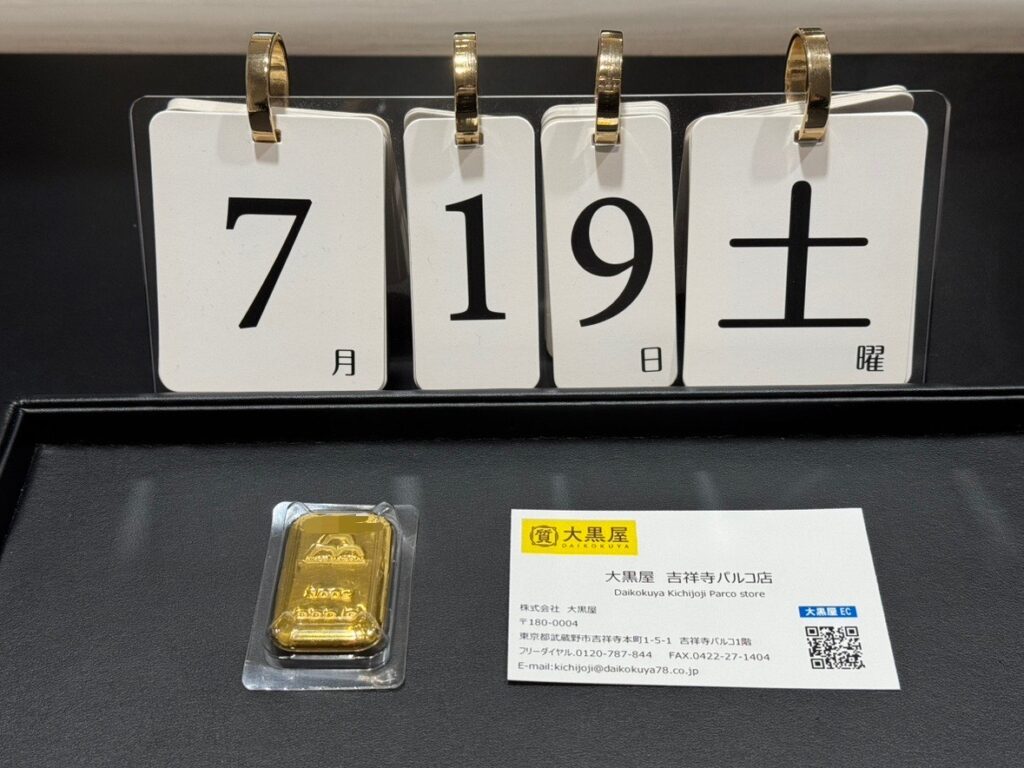 7月
19日
土曜
質 大黒屋
DAIKOKUYA
大黒屋 吉祥寺パルコ店
Daikokuya Kichijoji Parco store
株式会社 大黒屋
大黒屋 EC
〒180-0004
東京都武蔵野市吉祥寺本町1-5-1 吉祥寺パルコ1階
フリーダイヤル.0120-787-844 FAX.0422-27-1404
E-mail:kichijoji@daikokuya78.co.jp